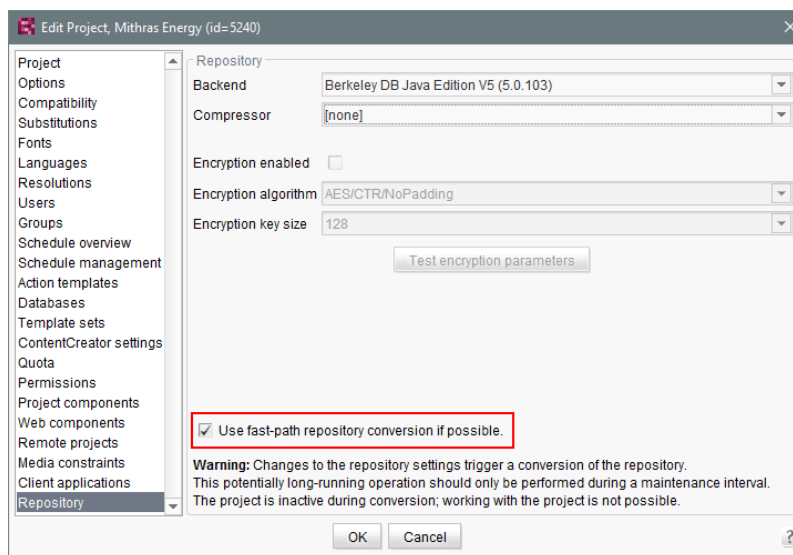 Edit Project, Mithras Energy (id=5240)
Project
Options
Compatibility
Substitutions
Fonts
Languages
Resolutions
Users
Groups
Schedule overview
Schedule management
Action templates
Databases
Template sets
ContentCreator settings
Quota
Permissions
Project components
Web components
Remote projects
Media constraints
Client applications
Repository
Repository
Backend Berkeley DB Java Edition V5 (5.0.103)
Compressor [none]
Encryption enabled
Encryption algorithm AES/CTR/NoPadding
Encryption key size 128
Test encryption parameters
Use fast-path repository conversion if possible.
Warning: Changes to the repository settings trigger a conversion of the repository.
This potentially long-running operation should only be performed during a maintenance interval.
The project is inactive during conversion; working with the project is not possible.
OK Cancel ?